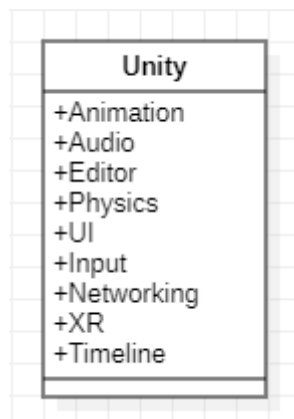 Unity
+Animation
+Audio
+Editor
+Physics
+UI
+Input
+Networking
+XR
+Timeline